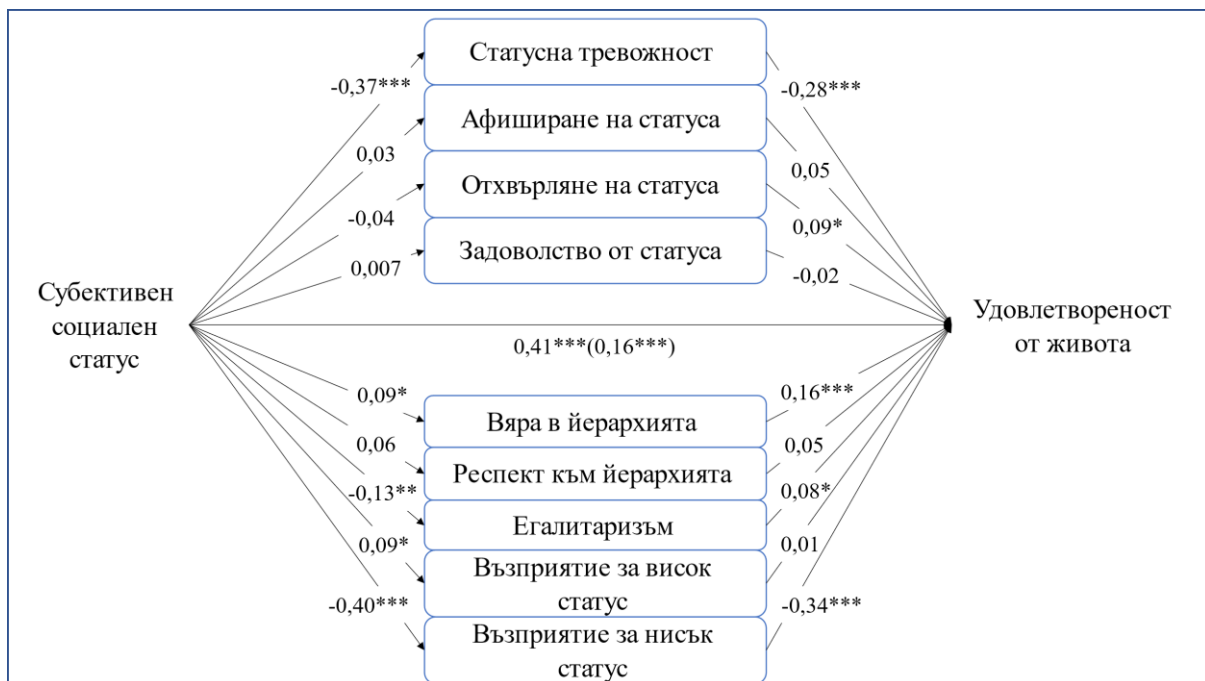 Статусна тревожност
-0,37***
-0,28***
Афиширане на статуса
0,03
0,05
Отхвърляне на статуса
-0,04
0,09*
Задоволство от статуса
0,007
-0,02
Субективен
социален
статус
Удовлетвореност
от живота
0,41***(0,16***)
0,09*
0,16***
Вяра в йерархията
0,06
0,05
Респект към йерархията
-0,13**
0,08*
Егалитаризъм
0,09*
0,01
Възприятие за висок
статус
-0,40***
-0,34***
Възприятие за нисък
статус